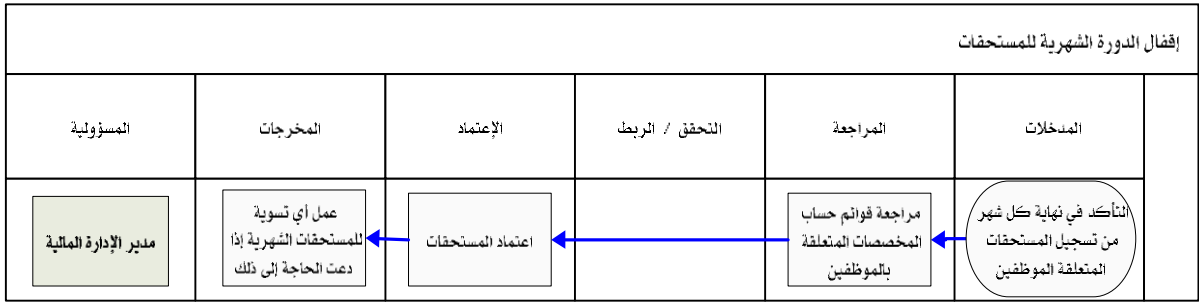 إقفال الدورة الشهرية للمستحقات
المدخلات
المراجعة
التحقق / الربط
الإعتماد
المخرجات
المسؤولية
التأكد في نهاية كل شهر
من تسجيل المستحقات
المتعلقة الموظفين
مراجعة قوائم حساب
المخصصات المتعلقة
بالموظفين
اعتماد المستحقات
عمل أي تسوية
للمستحقات الشهرية إذا
دعت الحاجة إلى ذلك
مدير الإدارة المالية